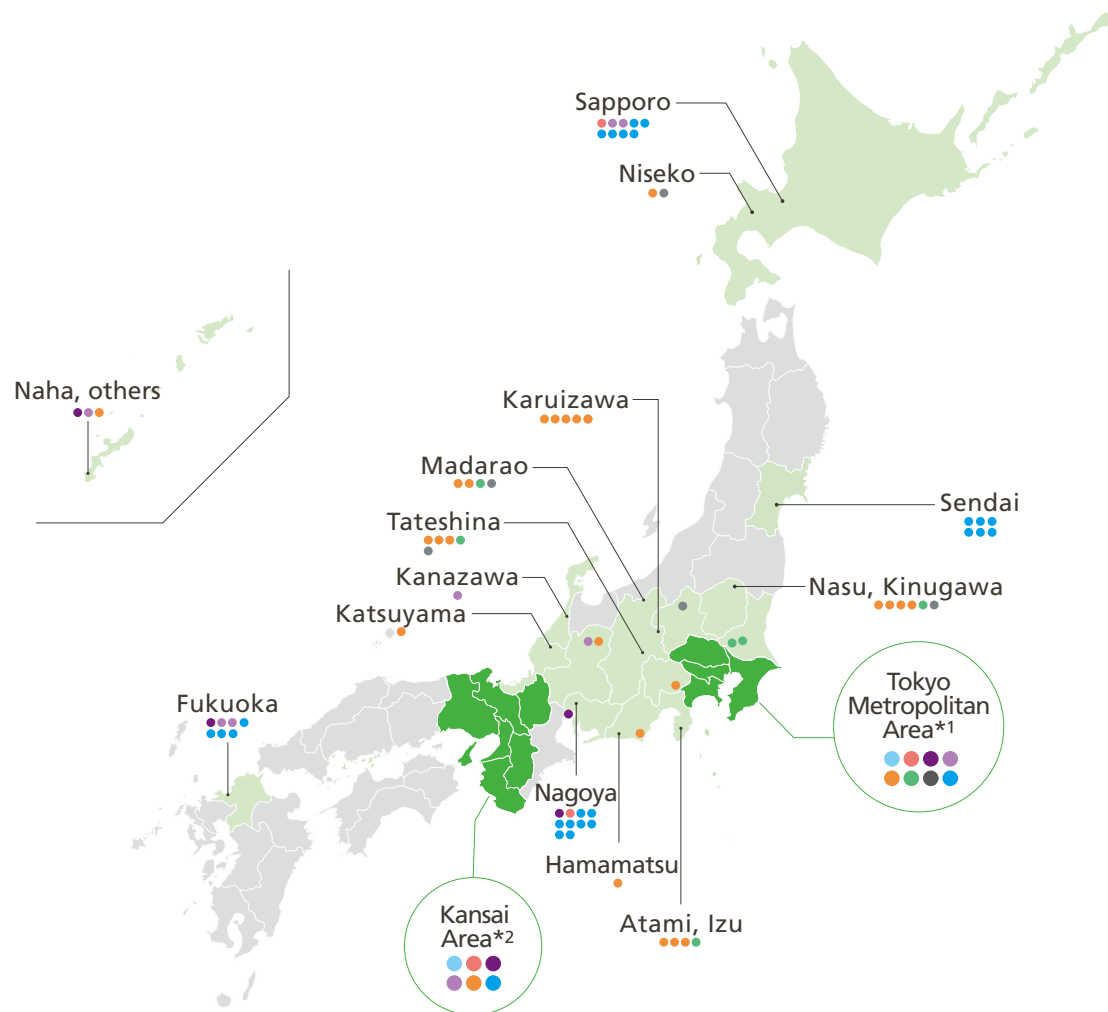 Sapporo
Niseko
Naha, others
Karuizawa
Madarao
Sendai
Tateshina
Kanazawa
Nasu, Kinugawa
Katsuyama
Tokyo
Metropolitan
Area*1
Fukuoka
Nagoya
Hamamatsu
Kansai
Area*2
Atami, Izu